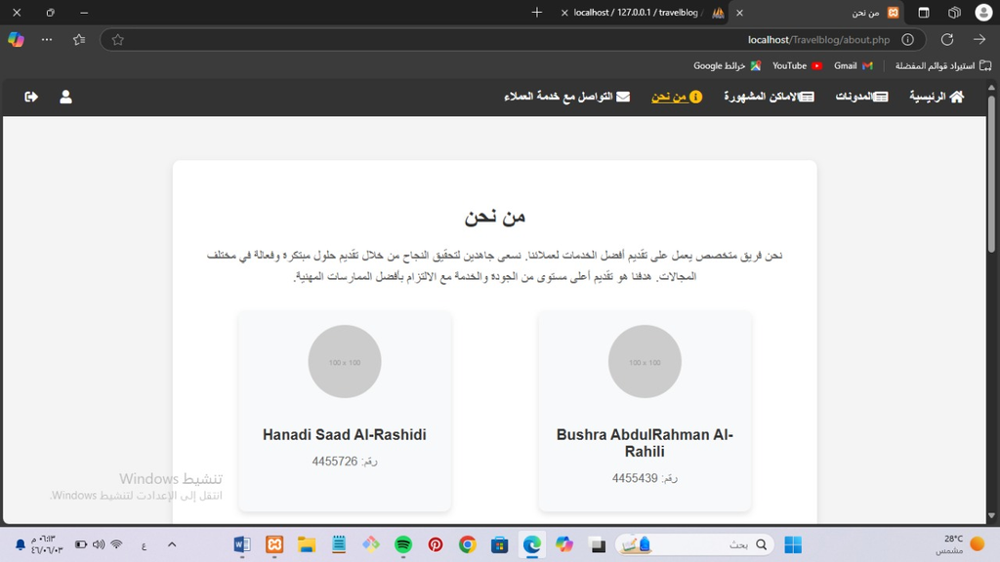 من نحن
localhost / 127.0.0.1 / travelblog /
localhost/Travelblog/about.php
استيراد قوائم المفضلة
Gmail
YouTube
خرائط Google
الرئيسية
المدونات
الاماكن المشهورة
من نحن
التواصل مع خدمة العملاء
من نحن
نحن فريق متخصص يعمل على تقديم أفضل الخدمات لعملائنا. نسعى جاهدين لتحقيق النجاح من خلال تقديم حلول مبتكرة وفعالة في مختلف
المجالات. هدفنا هو تقديم أعلى مستوى من الجودة والخدمة مع الالتزام بأفضل الممارسات المهنية.
100 x 100
Bushra AbdulRahman Al-
Rahili
رقم: 4455439
100 x 100
Hanadi Saad Al-Rashidi
رقم: 4455726
تنشيط Windows
انتقل إلى الإعدادت لتنشيط Windows.
28°C
مشمس
بحث
ع
٠٦:١٣ م
٤٦/٠٦/٠٣